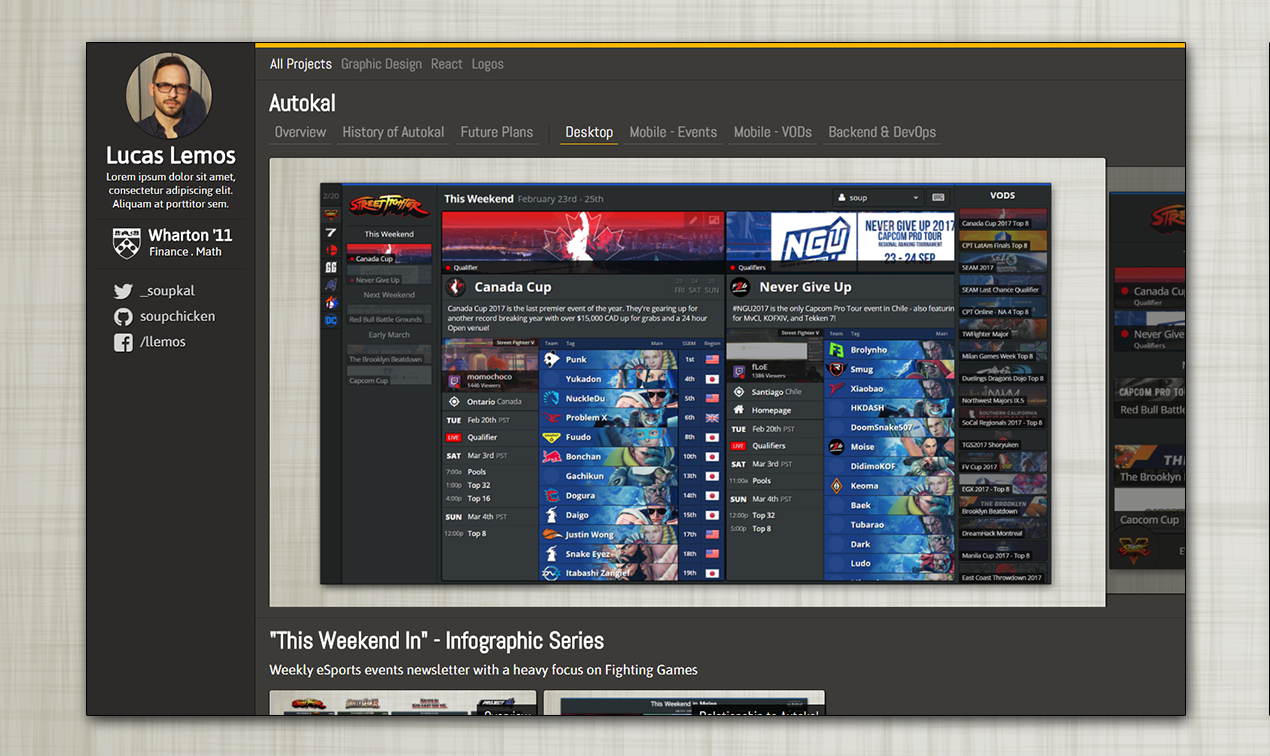 All Projects Graphic Design React Logos
Lucas Lemos
Lorem ipsum dolor sit amet,
consectetur adipiscing elit.
Aliquam at porttitor sem.
Wharton '11
Finance . Math
_soupkal
soupchicken
/llemos
Autokal
Overview History of Autokal Future Plans Desktop Mobile - Events Mobile - VODs Backend & DevOps
2/20
STREET FIGHTER
This Weekend February 23rd - 25th
soup
VODS
This Weekend
Canada Cup
Never Give Up
Next Weekend
Red Bull Battle Grounds
Early March
The Brooklyn Beatdown
Capcom Cup
Qualifier
Canada Cup
FRI SAT SUN
Canada Cup 2017 is the last premier event of the year. They're gearing up for
another record breaking year with over $15,000 CAD up for grabs and a 24 hour
Open venue!
Street Fighter V
momochoco
1446 Viewers
Ontario Canada
TUE Feb 20th PST
LIVE Qualifier
SAT Mar 3rd PST
7:00a Pools
1:00p Top 32
4:00p Top 16
SUN Mar 4th PST
12:00p Top 8
Team Tag Main SSBM Region
Punk 1st
Yukadon 4th
NuckleDu 5th
Problem X 6th
Fuudo 8th
Bonchan 10th
Gachikun 13th
Dogura 14th
Daigo 15th
Justin Wong 17th
Snake Eyez 18th
Itabashi Zangief 19th
NGU
NEVER GIVE UP 2017
CAPCOM PRO TOUR
REGIONAL RANKING TOURNAMENT
23 - 24 SEP
Qualifiers
Never Give Up
#NGU2017 is the only Capcom Pro Tour event in Chile - also featuring
for MvCI, KOFXIV, and Tekken 7!
Street Fighter V
fLoE
1386 Viewers
Santiago Chile
Homepage
TUE Feb 20th PST
LIVE Qualifiers
SAT Mar 3rd PST
11:00a Pools
SUN Mar 4th PST
12:00p Top 32
5:00p Top 8
Team Tag Main
Brolynho
Smug
Xiaobao
HKDASH
DoomSnake507
Moise
DidimoKOF
Keoma
Baek
Tubarao
Dark
Ludo
Canada Cup 2017 Top 8
CPT LatAm Finals Top 8
SEAM 2017
SEAM Last Chance Qualifier
CPT Online - NA 4 Top 8
TWFighter Major
Milan Games Week Top 8
Duelings Dragons Dojo Top 8
Northwest Majors IX.5
SoCal Regionals 2017 - Top 8
TGS2017 Shoryuken
FV Cup 2017
EGX 2017 - Top 8
Brooklyn Beatdown
DreamHack Montreal
Manila Cup 2017 - Top 8
East Coast Throwdown 2017
Canada Cup
Qualifier
Never Give
Qualifiers
CAPCOM PRO TO
Red Bull Battle
The Brooklyn
Capcom Cup
"This Weekend In" - Infographic Series
Weekly eSports events newsletter with a heavy focus on Fighting Games
Overview
This Weekend in Melee
Relationship to Autokal